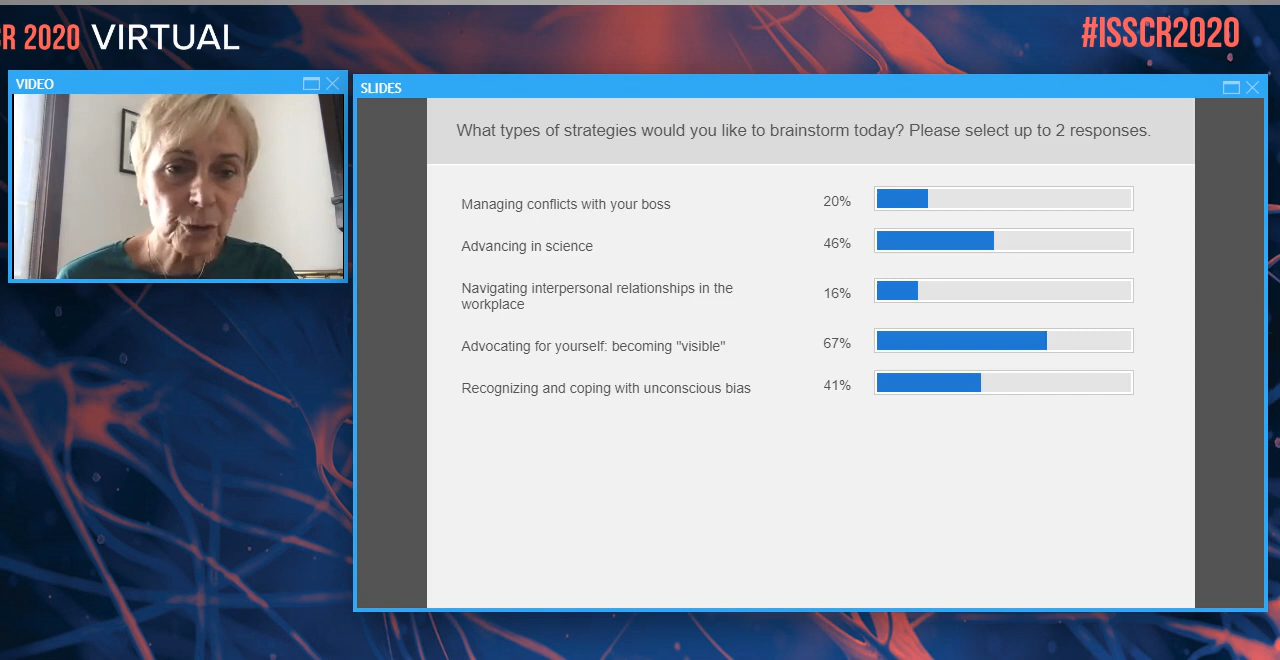 CR 2020 VIRTUAL
#ISSCR2020
VIDEO
SLIDES
What types of strategies would you like to brainstorm today? Please select up to 2 responses.
Managing conflicts with your boss 20%
Advancing in science 46%
Navigating interpersonal relationships in the
workplace 16%
Advocating for yourself: becoming "visible" 67%
Recognizing and coping with unconscious bias 41%